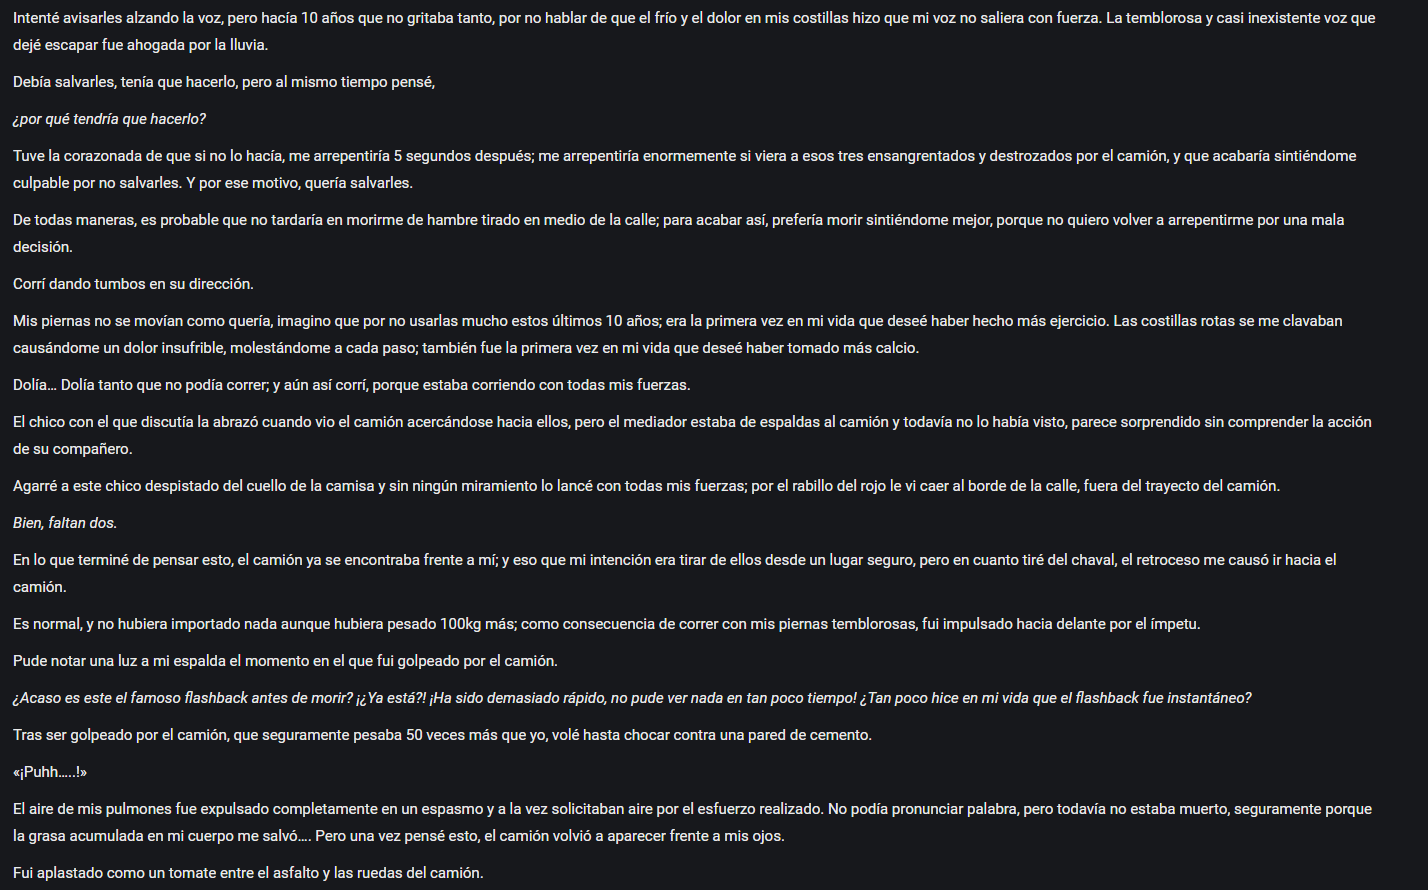 Intenté avisarles alzando la voz, pero hacía 10 años que no gritaba tanto, por no hablar de que el frío y el dolor en mis costillas hizo que mi voz no saliera con fuerza. La temblorosa y casi inexistente voz que
dejé escapar fue ahogada por la lluvia.
Debía salvarles, tenía que hacerlo, pero al mismo tiempo pensé,
¿por qué tendría que hacerlo?
Tuve la corazonada de que si no lo hacía, me arrepentiría 5 segundos después; me arrepentiría enormemente si viera a esos tres ensangrentados y destrozados por el camión, y que acabaría sintiéndome
culpable por no salvarles. Y por ese motivo, quería salvarles.
De todas maneras, es probable que no tardaría en morirme de hambre tirado en medio de la calle; para acabar así, prefería morir sintiéndome mejor, porque no quiero volver a arrepentirme por una mala
decisión.
Corrí dando tumbos en su dirección.
Mis piernas no se movían como quería, imagino que por no usarlas mucho estos últimos 10 años; era la primera vez en mi vida que deseé haber hecho más ejercicio. Las costillas rotas se me clavaban
causándome un dolor insufrible, molestándome a cada paso; también fue la primera vez en mi vida que deseé haber tomado más calcio.
Dolía… Dolía tanto que no podía correr; y aún así corrí, porque estaba corriendo con todas mis fuerzas.
El chico con el que discutía la abrazó cuando vio el camión acercándose hacia ellos, pero el mediador estaba de espaldas al camión y todavía no lo había visto, parece sorprendido sin comprender la acción
de su compañero.
Agarré a este chico despistado del cuello de la camisa y sin ningún miramiento lo lancé con todas mis fuerzas; por el rabillo del rojo le vi caer al borde de la calle, fuera del trayecto del camión.
Bien, faltan dos.
En lo que terminé de pensar esto, el camión ya se encontraba frente a mí; y eso que mi intención era tirar de ellos desde un lugar seguro, pero en cuanto tiré del chaval, el retroceso me causó ir hacia el
camión.
Es normal, y no hubiera importado nada aunque hubiera pesado 100kg más; como consecuencia de correr con mis piernas temblorosas, fui impulsado hacia delante por el ímpetu.
Pude notar una luz a mi espalda el momento en el que fui golpeado por el camión.
¿Acaso es este el famoso flashback antes de morir? ¡¿Ya está?! ¡Ha sido demasiado rápido, no pude ver nada en tan poco tiempo! ¿Tan poco hice en mi vida que el flashback fue instantáneo?
Tras ser golpeado por el camión, que seguramente pesaba 50 veces más que yo, volé hasta chocar contra una pared de cemento.
«¡Puhh…..!»
El aire de mis pulmones fue expulsado completamente en un espasmo y a la vez solicitaban aire por el esfuerzo realizado. No podía pronunciar palabra, pero todavía no estaba muerto, seguramente porque
la grasa acumulada en mi cuerpo me salvó…. Pero una vez pensé esto, el camión volvió a aparecer frente a mis ojos.
Fui aplastado como un tomate entre el asfalto y las ruedas del camión.